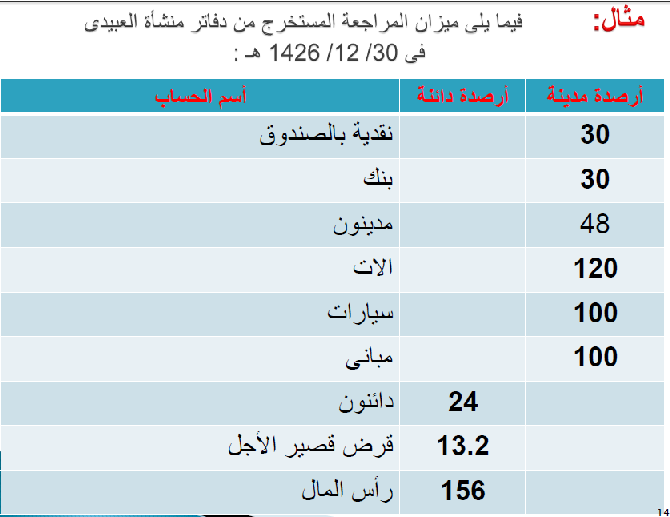 مثال: فيما يلى ميزان المراجعة المستخرج من دفاتر منشأة العبيدى
فى 30/ 12/ 1426 هـ :
أرصدة مدينة أرصدة دائنة أسم الحساب
30 نقدية بالصندوق
30 بنك
48 مدينون
120 الات
100 سيارات
100 مبانى
24 دائنون
13.2 قرض قصير الأجل
156 رأس المال
14